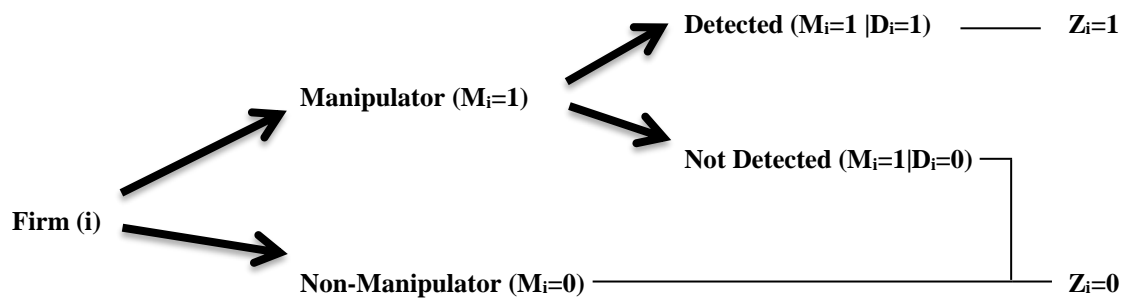 Detected (Mᵢ=1 |Dᵢ=1) Zᵢ=1
Manipulator (Mᵢ=1)
Not Detected (Mᵢ=1|Dᵢ=0)
Firm (i)
Non-Manipulator (Mᵢ=0) Zᵢ=0